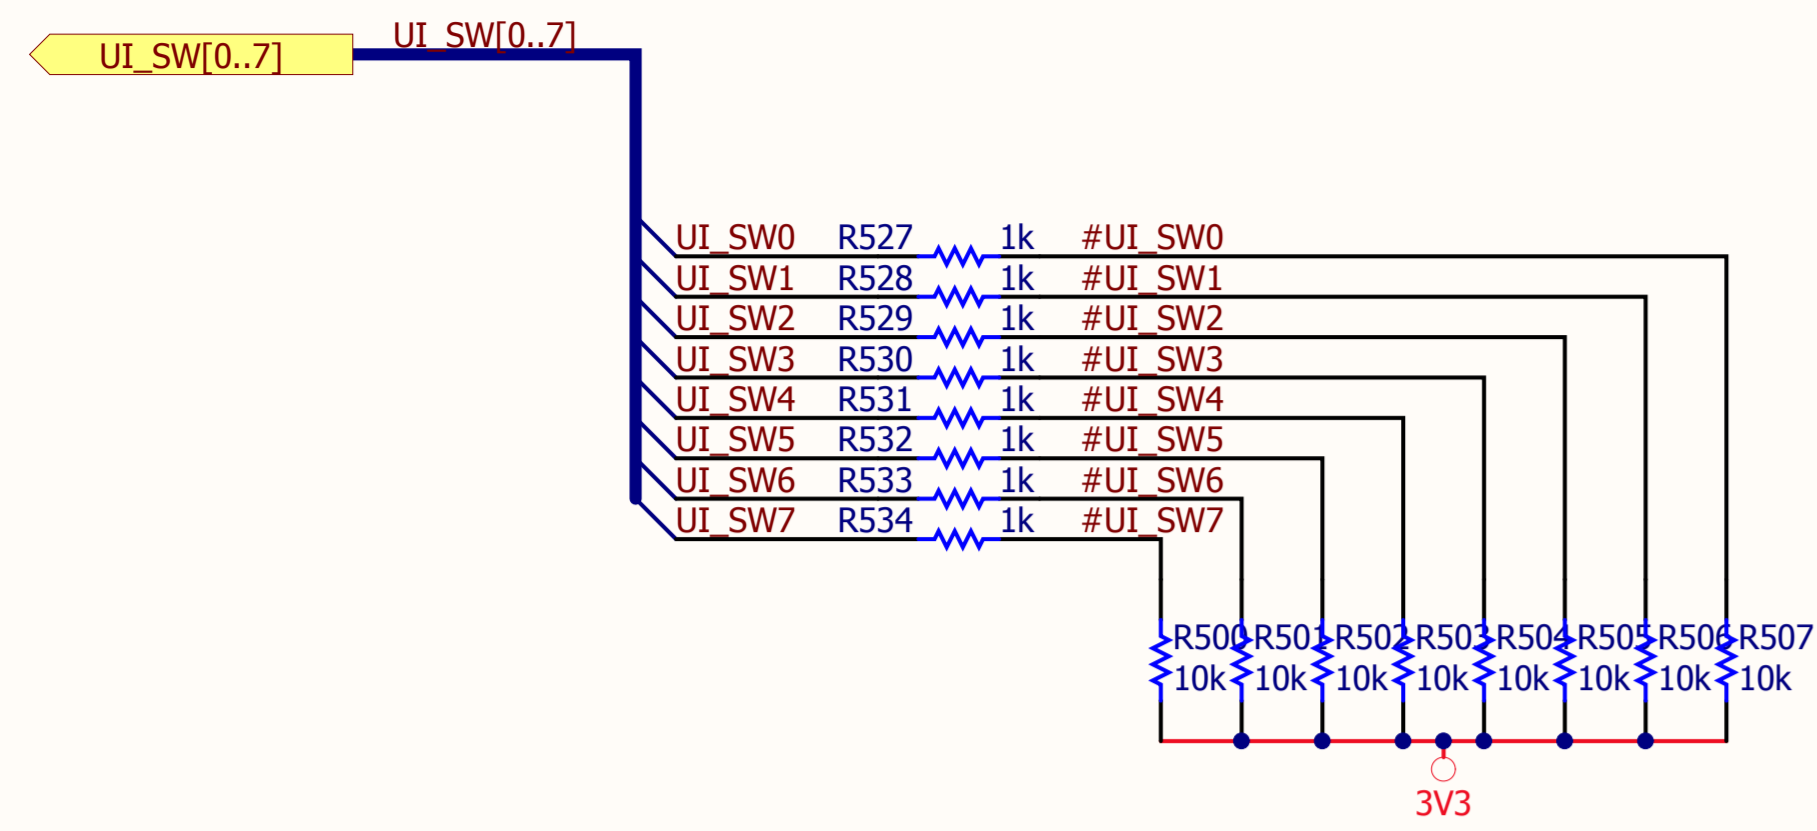 UI_SW[0..7]
UI_SW[0..7]
UI_SW0 R527 1k #UI_SW0
UI_SW1 R528 1k #UI_SW1
UI_SW2 R529 1k #UI_SW2
UI_SW3 R530 1k #UI_SW3
UI_SW4 R531 1k #UI_SW4
UI_SW5 R532 1k #UI_SW5
UI_SW6 R533 1k #UI_SW6
UI_SW7 R534 1k #UI_SW7
R500 R501 R502 R503 R504 R505 R506 R507
10k 10k 10k 10k 10k 10k 10k 10k
3V3